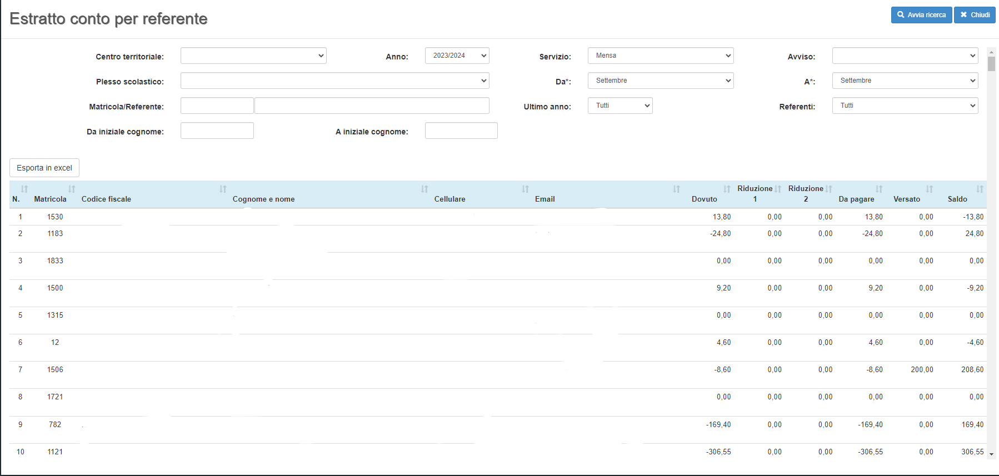 Estratto conto per referente
Avvia ricerca
Chiudi
Centro territoriale:
Anno: 2023/2024
Servizio: Mensa
Avviso:
Plesso scolastico:
Da*: Settembre
A*: Settembre
Matricola/Referente:
Ultimo anno: Tutti
Referenti: Tutti
Da iniziale cognome:
A iniziale cognome:
Esporta in excel
N. Matricola Codice fiscale Cognome e nome Cellulare Email Dovuto Riduzione 1 Riduzione 2 Da pagare Versato Saldo
1 1530 13,80 0,00 0,00 13,80 0,00 -13,80
2 1183 -24,80 0,00 0,00 -24,80 0,00 24,80
3 1833 0,00 0,00 0,00 0,00 0,00 0,00
4 1500 9,20 0,00 0,00 9,20 0,00 -9,20
5 1315 0,00 0,00 0,00 0,00 0,00 0,00
6 12 4,60 0,00 0,00 4,60 0,00 -4,60
7 1506 -8,60 0,00 0,00 -8,60 200,00 208,60
8 1721 0,00 0,00 0,00 0,00 0,00 0,00
9 782 -169,40 0,00 0,00 -169,40 0,00 169,40
10 1121 -306,55 0,00 0,00 -306,55 0,00 306,55